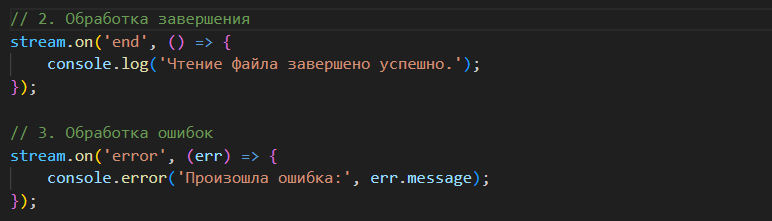 // 2. Обработка завершения
stream.on('end', () => {
    console.log('Чтение файла завершено успешно.');
});

// 3. Обработка ошибок
stream.on('error', (err) => {
    console.error('Произошла ошибка:', err.message);
});